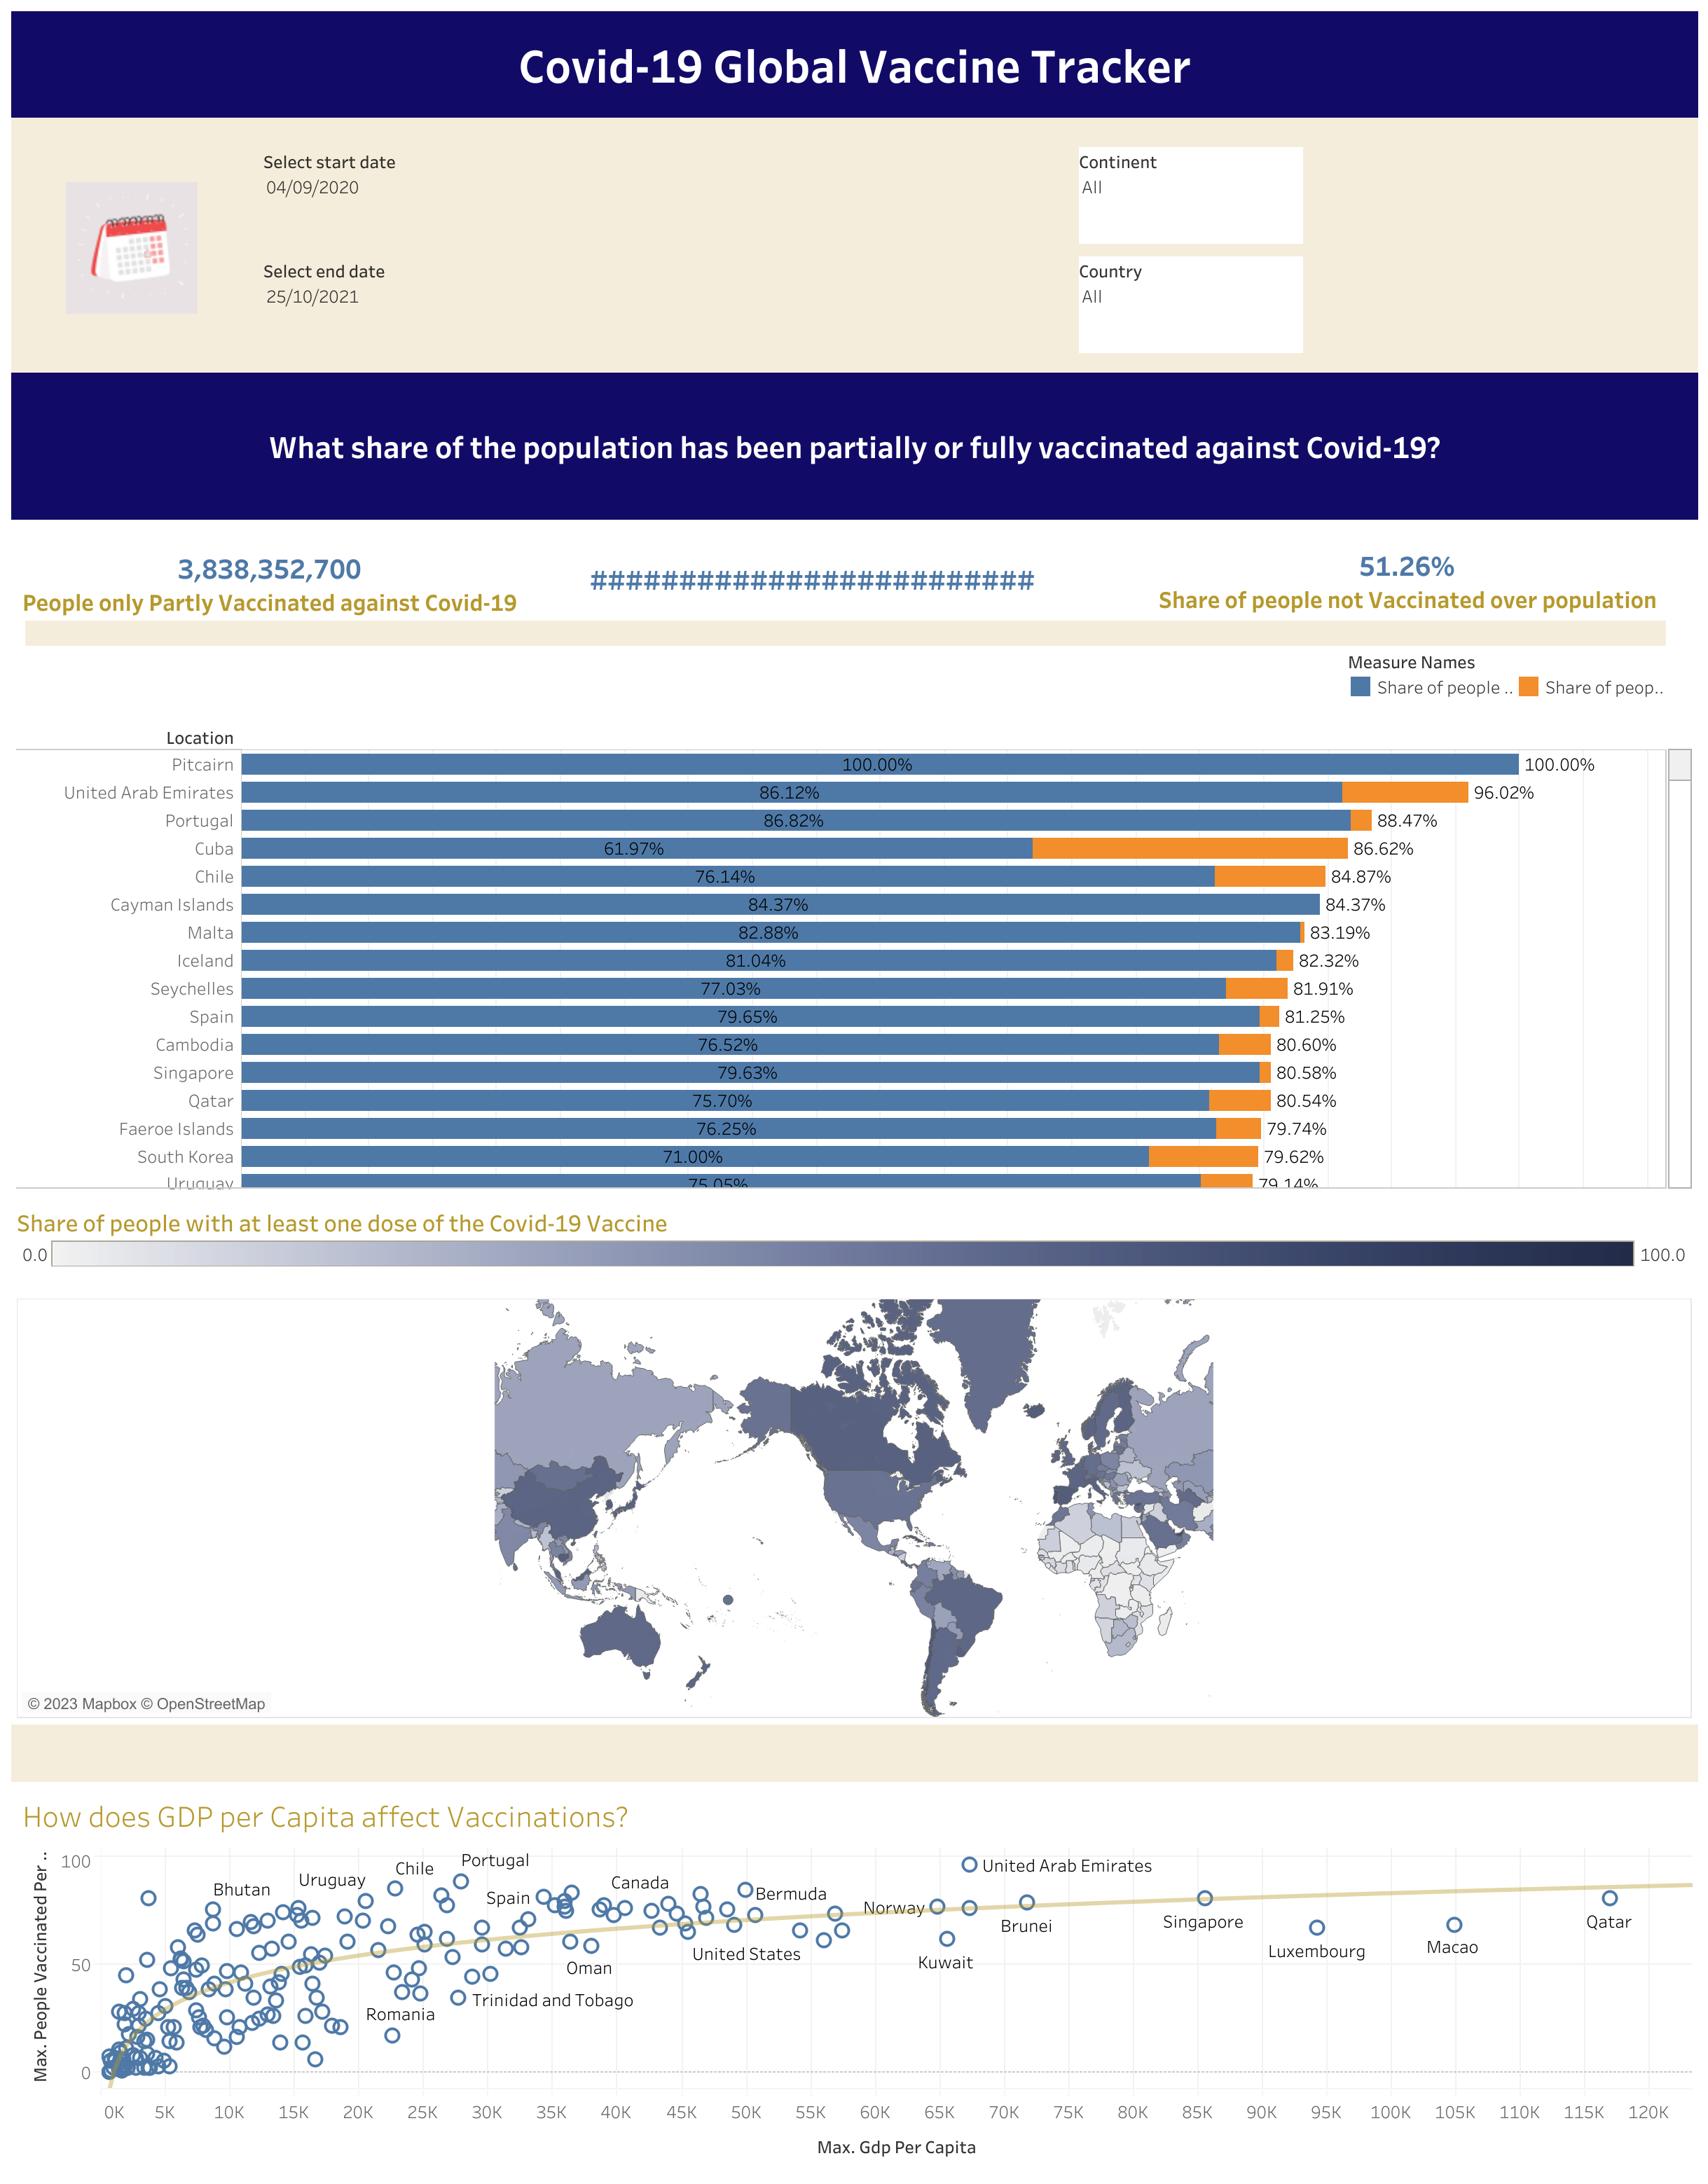 Covid-19 Global Vaccine Tracker
Select start date
04/09/2020
Continent
All
Select end date
25/10/2021
Country
All
What share of the population has been partially or fully vaccinated against Covid-19?
3,838,352,700
People only Partly Vaccinated against Covid-19
#########################
51.26%
Share of people not Vaccinated over population
Measure Names
Share of people ..
Share of peop..
Location
Pitcairn 100.00% 100.00%
United Arab Emirates 86.12% 96.02%
Portugal 86.82% 88.47%
Cuba 61.97% 86.62%
Chile 76.14% 84.87%
Cayman Islands 84.37% 84.37%
Malta 82.88% 83.19%
Iceland 81.04% 82.32%
Seychelles 77.03% 81.91%
Spain 79.65% 81.25%
Cambodia 76.52% 80.60%
Singapore 79.63% 80.58%
Qatar 75.70% 80.54%
Faeroe Islands 76.25% 79.74%
South Korea 71.00% 79.62%
Uruguay 75.05% 79.14%
Share of people with at least one dose of the Covid-19 Vaccine
0.0
100.0
© 2023 Mapbox © OpenStreetMap
How does GDP per Capita affect Vaccinations?
Max. People Vaccinated Per ..
100
50
0
Portugal
Chile
Uruguay
Bhutan
Spain
Canada
Bermuda
United Arab Emirates
Norway
Brunei
Singapore
Qatar
United States
Kuwait
Luxembourg
Macao
Oman
Trinidad and Tobago
Romania
0K 5K 10K 15K 20K 25K 30K 35K 40K 45K 50K 55K 60K 65K 70K 75K 80K 85K 90K 95K 100K 105K 110K 115K 120K
Max. Gdp Per Capita